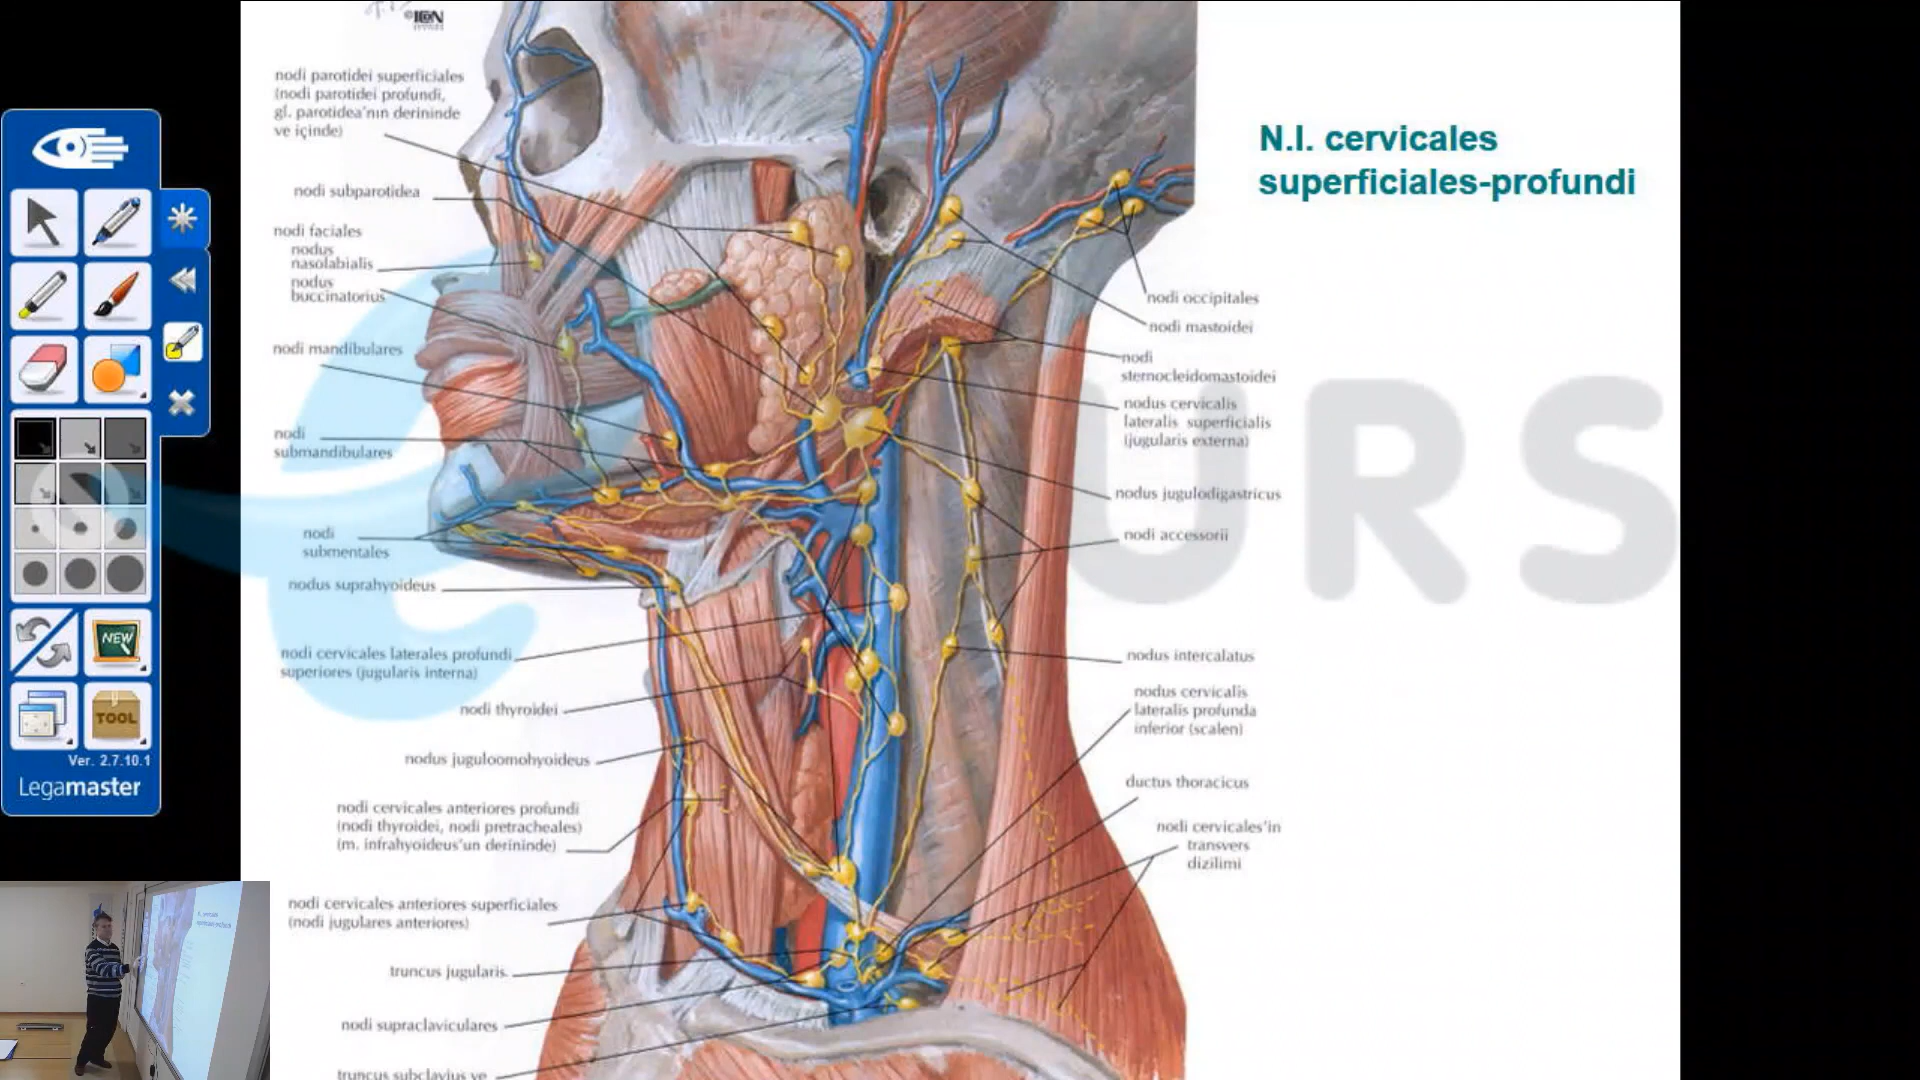 ICON
nodi parotidei superficiales
(nodi parotidei profundi,
gl. parotidea'nın derininde
ve içinde)
nodi subparotidea
nodi faciales
nodus
nasolabialis
nodus
buccinatorius
nodi mandibulares
nodi
submandibulares
nodi
submentales
nodus suprahyoideus
nodi cervicales laterales profundi
superiores (jugularis interna)
nodi thyroidei
nodus juguloomohyoideus
nodi cervicales anteriores profundi
(nodi thyroidei, nodi pretracheales)
(m. infrahyoideus'un derininde)
nodi cervicales anteriores superficiales
(nodi jugulares anteriores)
truncus jugularis
nodi supraclaviculares
truncus subclavius ve
N.l. cervicales
superficiales-profundi
nodi occipitales
nodi mastoidei
nodi
sternocleidomastoidei
nodus cervicalis
lateralis superficialis
(jugularis externa)
nodus jugulodigastricus
nodi accessorii
nodus intercalatus
nodus cervicalis
lateralis profunda
inferior (scalen)
ductus thoracicus
nodi cervicales'in
transvers
dizilimi
URS
NEW
TOOL
Ver. 2.7.10.1
Legamaster